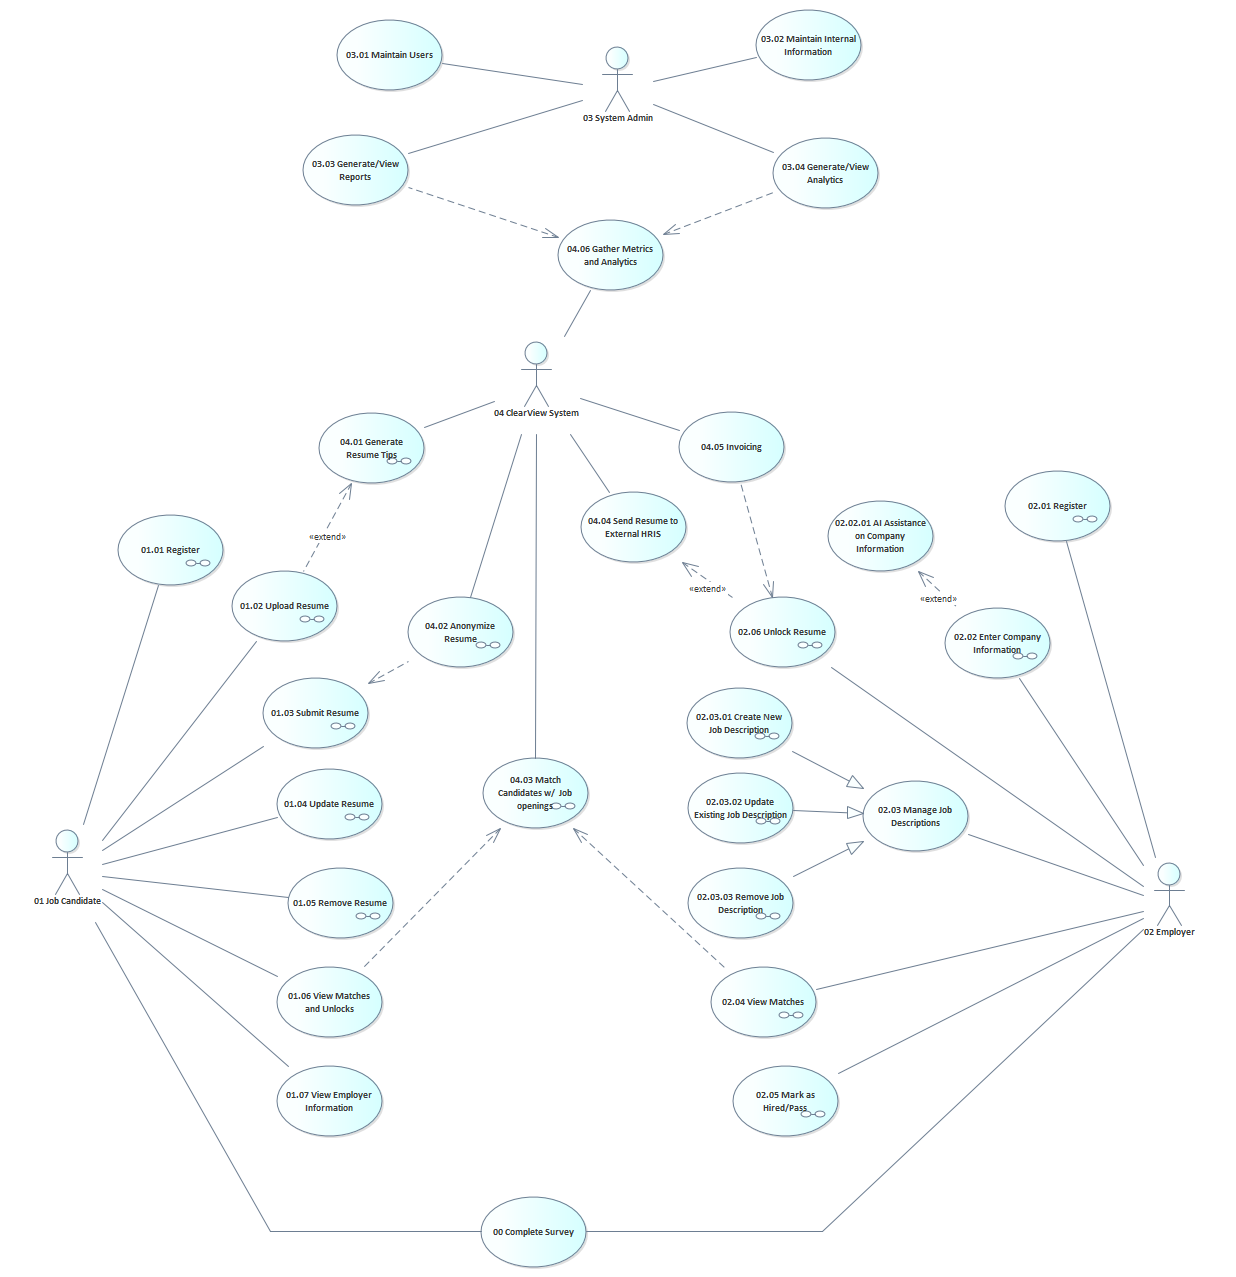 03.01 Maintain Users
03.02 Maintain Internal
Information
03 System Admin
03.03 Generate/View
Reports
03.04 Generate/View
Analytics
04.06 Gather Metrics
and Analytics
04 ClearView System
04.01 Generate
Resume Tips
04.05 Invoicing
04.04 Send Resume to
External HRIS
02.02.01 AI Assistance
on Company
Information
02.01 Register
«extend»
01.01 Register
01.02 Upload Resume
«extend»
«extend»
04.02 Anonymize
Resume
02.06 Unlock Resume
02.02 Enter Company
Information
01.03 Submit Resume
02.03.01 Create New
Job Description
04.03 Match
Candidates w/ Job
openings
01.04 Update Resume
02.03.02 Update
Existing Job Description
02.03 Manage Job
Descriptions
01 Job Candidate
01.05 Remove Resume
02.03.03 Remove Job
Description
02 Employer
01.06 View Matches
and Unlocks
02.04 View Matches
01.07 View Employer
Information
02.05 Mark as
Hired/Pass
00 Complete Survey